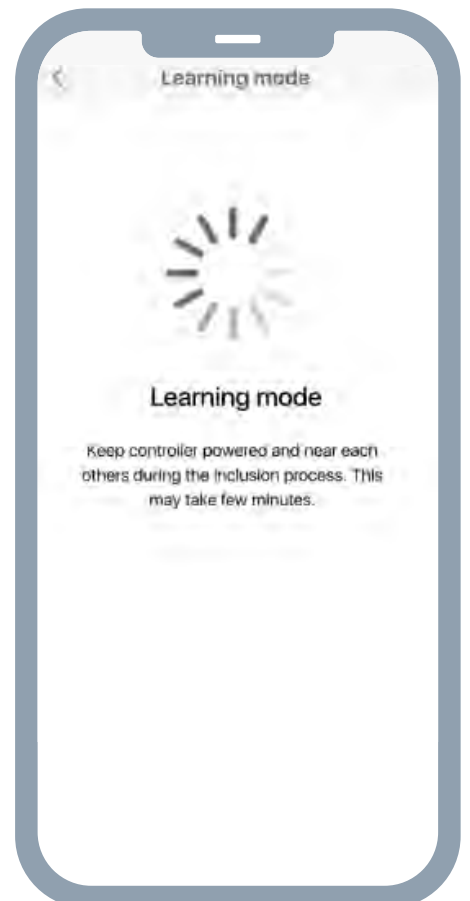 Learning mode
Learning mode
Keep controller powered and near each
others during the inclusion process. This
may take few minutes.